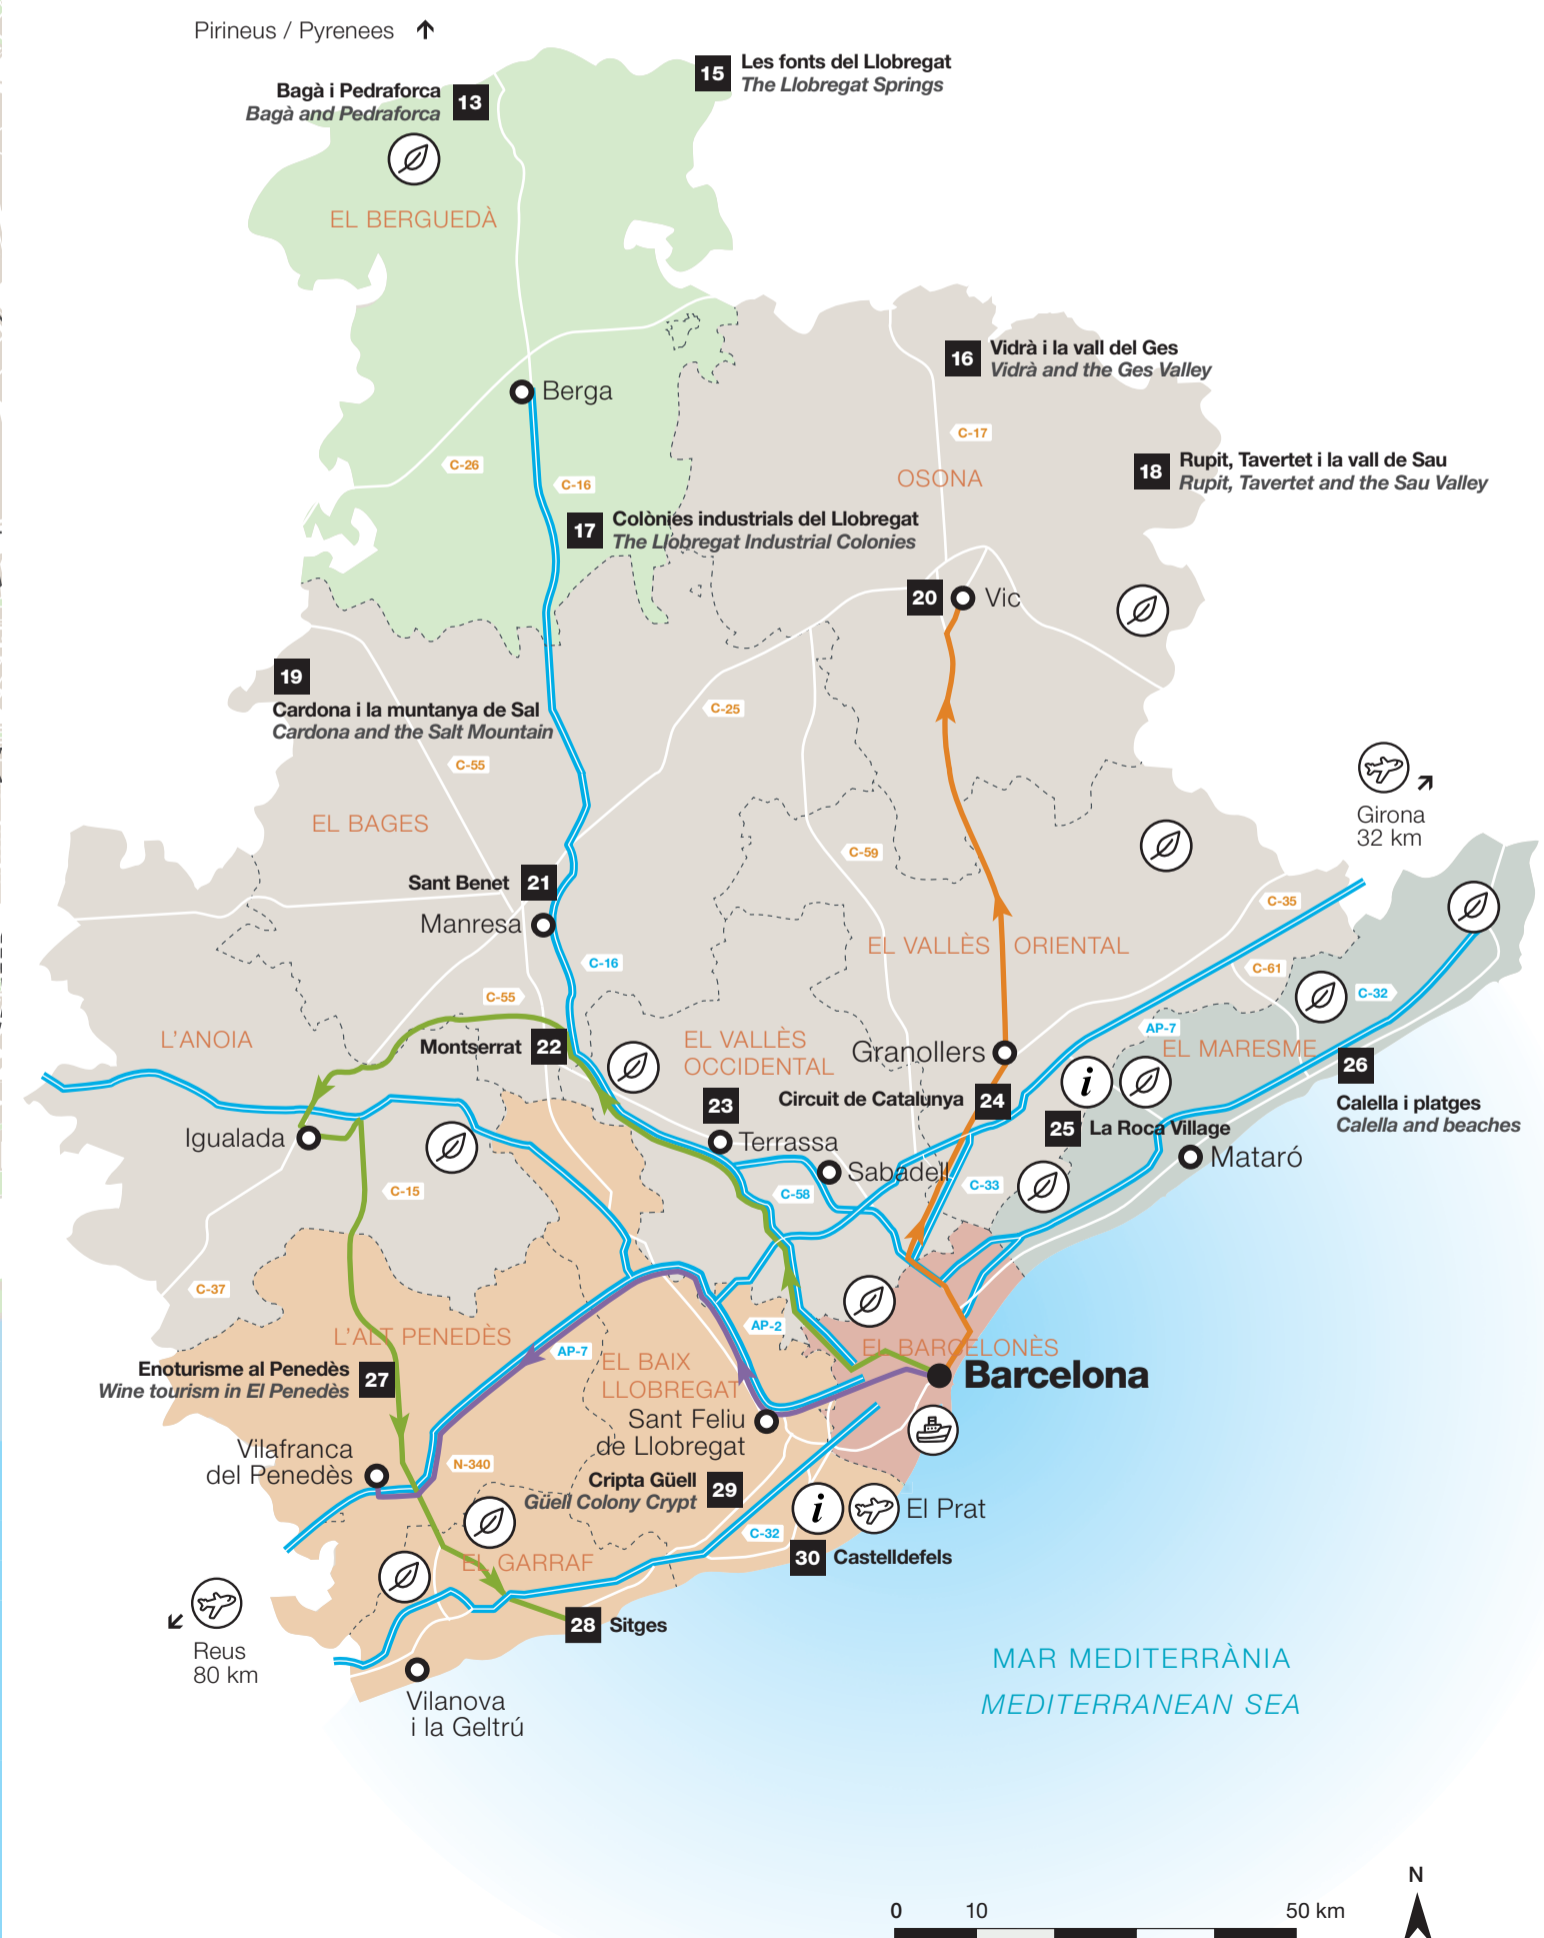 Pirineus / Pyrenees
15
Les fonts del Llobregat
The Llobregat Springs
Bagà i Pedraforca
Bagà and Pedraforca
13
EL BERGUEDÀ
16
Vidrà i la vall del Ges
Vidrà and the Ges Valley
Berga
C-17
C-26
C-16
OSONA
18
Rupit, Tavertet i la vall de Sau
Rupit, Tavertet and the Sau Valley
17
Colònies industrials del Llobregat
The Llobregat Industrial Colonies
20
Vic
19
Cardona i la muntanya de Sal
Cardona and the Salt Mountain
C-25
C-55
EL BAGES
Girona
32 km
C-59
Sant Benet
21
Manresa
C-35
EL VALLÈS ORIENTAL
C-16
C-61
C-55
C-32
L'ANOIA
Montserrat
22
EL VALLÈS
OCCIDENTAL
Granollers
AP-7
EL MARESME
26
Calella i platges
Calella and beaches
Circuit de Catalunya
24
i
23
Terrassa
25
La Roca Village
Igualada
Sabadell
Mataró
C-15
C-58
C-33
C-37
L'ALT PENEDÈS
AP-2
AP-7
EL BARCELONÈS
Barcelona
EL BAIX
LLOBREGAT
Enoturisme al Penedès
Wine tourism in El Penedès
27
Sant Feliu
de Llobregat
Vilafranca
del Penedès
N-340
Cripta Güell
Güell Colony Crypt
29
i
El Prat
C-32
30
Castelldefels
EL GARRAF
28
Sitges
Reus
80 km
Vilanova
i la Geltrú
MAR MEDITERRÀNIA
MEDITERRANEAN SEA
N
0 10 50 km